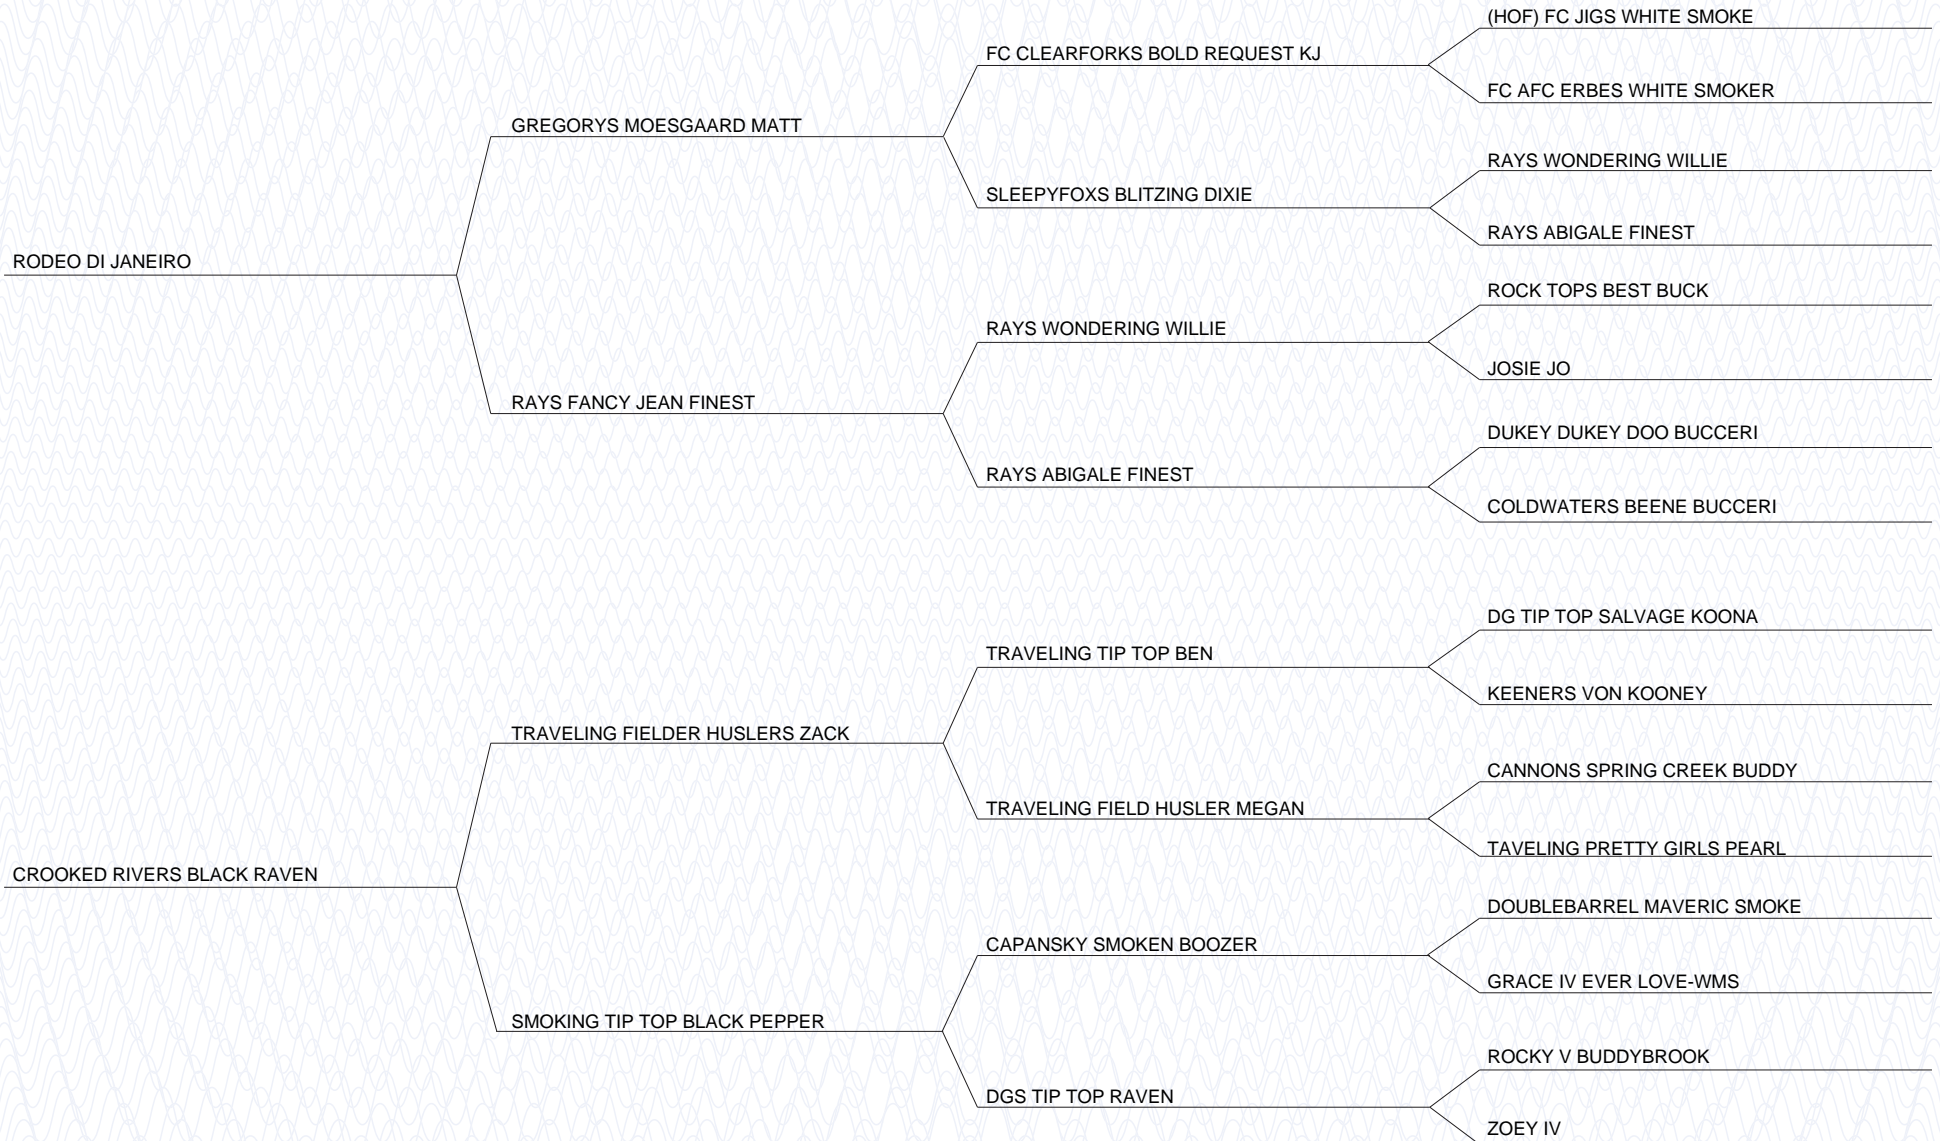 (HOF) FC JIGS WHITE SMOKE
FC CLEARFORKS BOLD REQUEST KJ
FC AFC ERBES WHITE SMOKER
GREGORYS MOESGAARD MATT
RAYS WONDERING WILLIE
SLEEPYFOXS BLITZING DIXIE
RAYS ABIGALE FINEST
RODEO DI JANEIRO
ROCK TOPS BEST BUCK
RAYS WONDERING WILLIE
JOSIE JO
RAYS FANCY JEAN FINEST
DUKEY DUKEY DOO BUCCERI
RAYS ABIGALE FINEST
COLDWATERS BEENE BUCCERI
DG TIP TOP SALVAGE KOONA
TRAVELING TIP TOP BEN
KEENERS VON KOONEY
TRAVELING FIELDER HUSLERS ZACK
CANNONS SPRING CREEK BUDDY
TRAVELING FIELD HUSLER MEGAN
TAVELING PRETTY GIRLS PEARL
CROOKED RIVERS BLACK RAVEN
DOUBLEBARREL MAVERIC SMOKE
CAPANSKY SMOKEN BOOZER
GRACE IV EVER LOVE-WMS
SMOKING TIP TOP BLACK PEPPER
ROCKY V BUDDYBROOK
DGS TIP TOP RAVEN
ZOEY IV